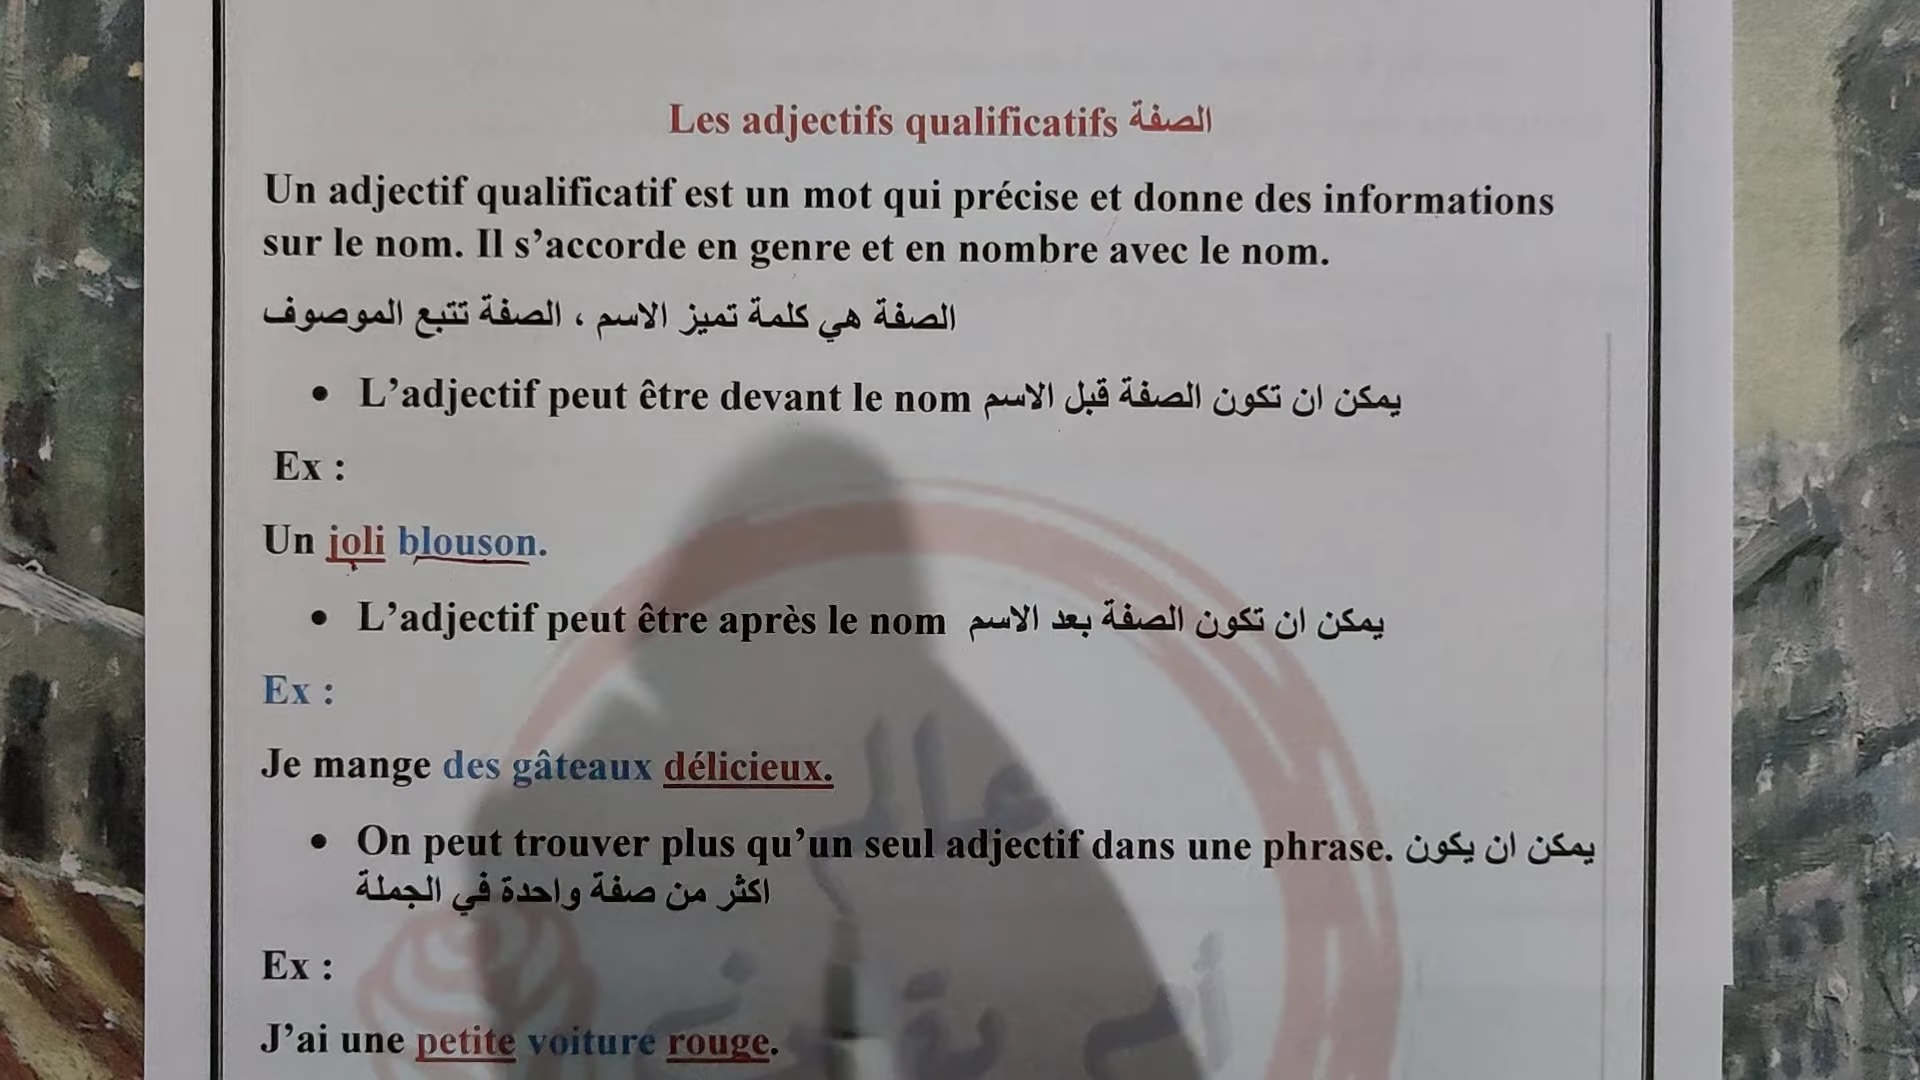 Les adjectifs qualificatifs الصفة
Un adjectif qualificatif est un mot qui précise et donne des informations
sur le nom. Il s’accorde en genre et en nombre avec le nom.
الصفة هي كلمة تميز الاسم ، الصفة تتبع الموصوف
• L’adjectif peut être devant le nom يمكن ان تكون الصفة قبل الاسم
Ex :
Un joli blouson.
• L’adjectif peut être après le nom يمكن ان تكون الصفة بعد الاسم
Ex :
Je mange des gâteaux délicieux.
• On peut trouver plus qu’un seul adjectif dans une phrase. يمكن ان يكون
اكثر من صفة واحدة في الجملة
Ex :
J’ai une petite voiture rouge.